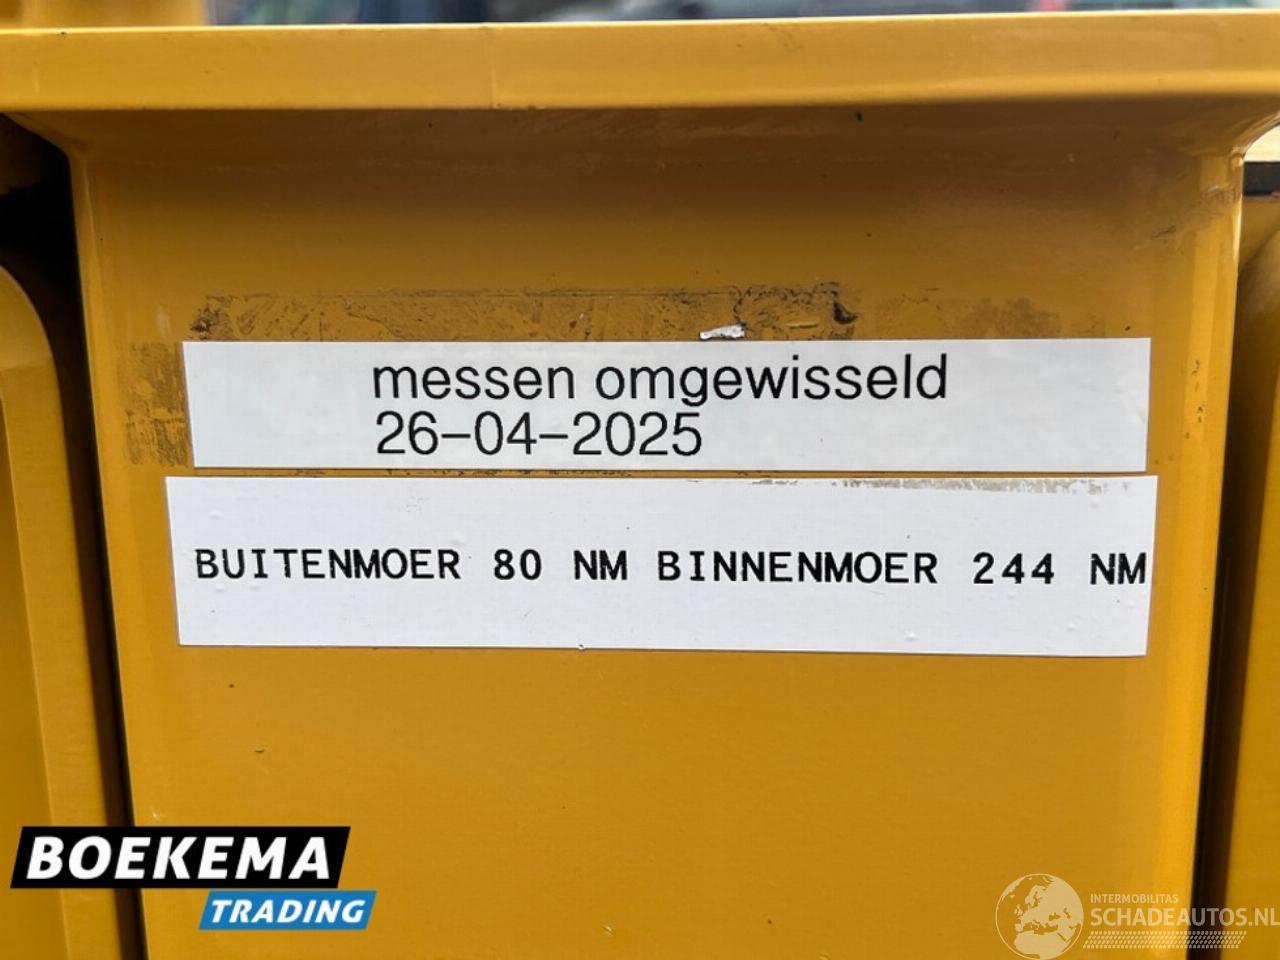 messen omgewisseld
26-04-2025
BUITENMOER 80 NM BINNENMOER 244 NM
BOEKEMA
TRADING
INTERMOBILITAS
SCHADEAUTOS.NL